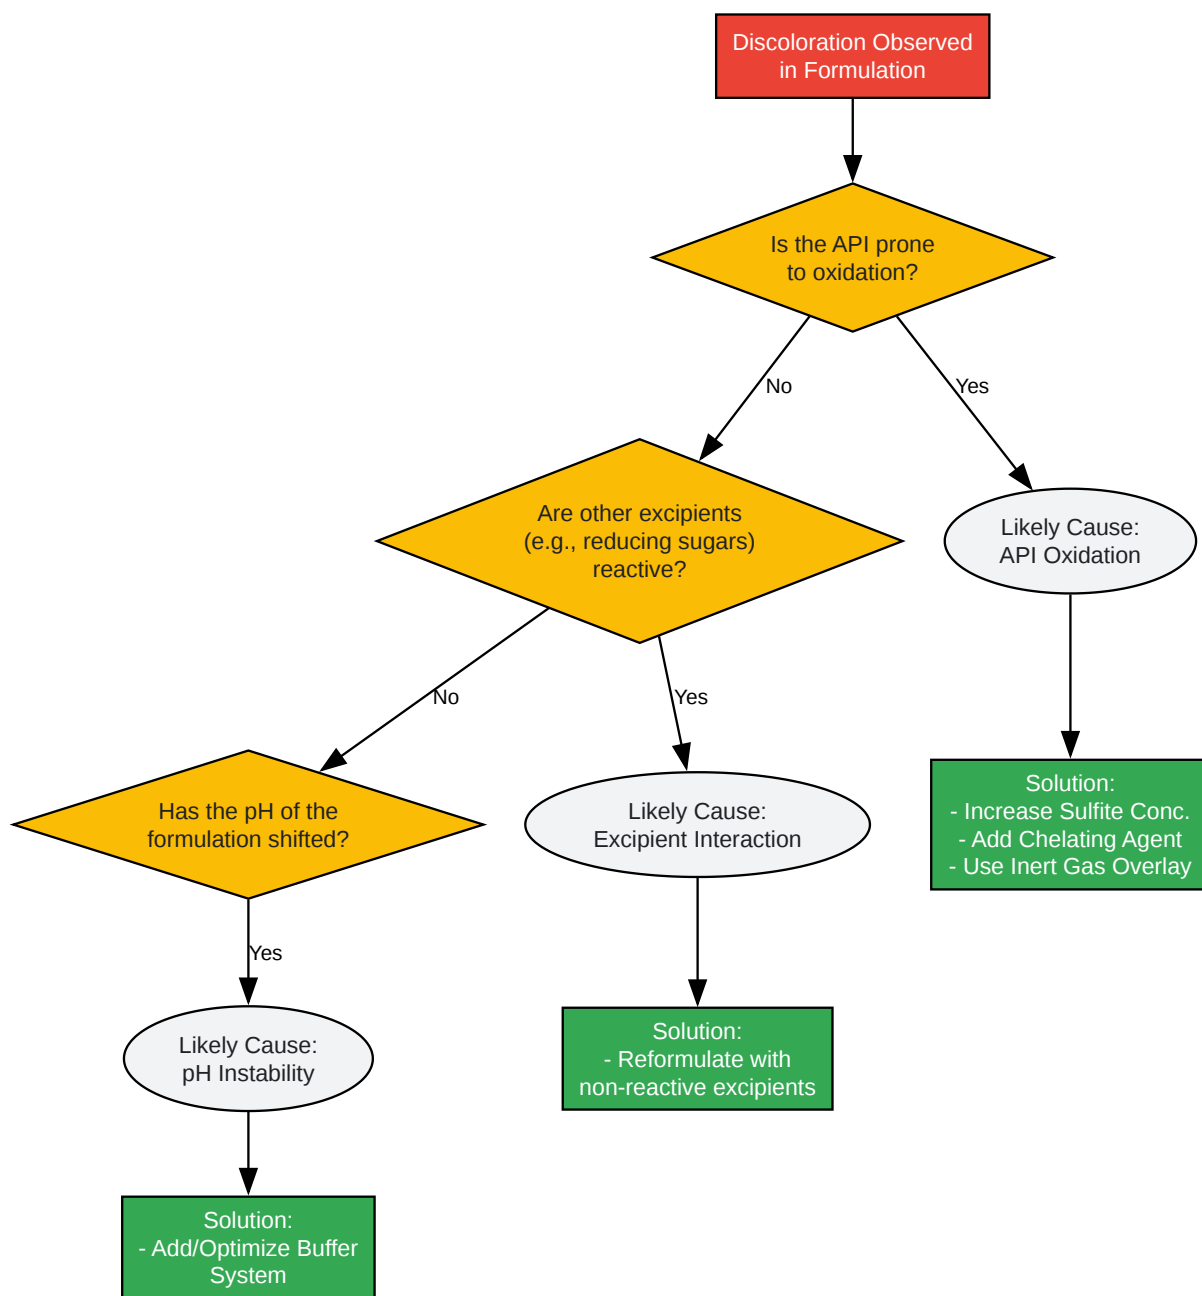 Discoloration Observed
in Formulation
Is the API prone
to oxidation?
No
Yes
Are other excipients
(e.g., reducing sugars)
reactive?
Likely Cause:
API Oxidation
No
Yes
Has the pH of the
formulation shifted?
Likely Cause:
Excipient Interaction
Solution:
- Increase Sulfite Conc.
- Add Chelating Agent
- Use Inert Gas Overlay
Yes
Likely Cause:
pH Instability
Solution:
- Reformulate with
non-reactive excipients
Solution:
- Add/Optimize Buffer
System